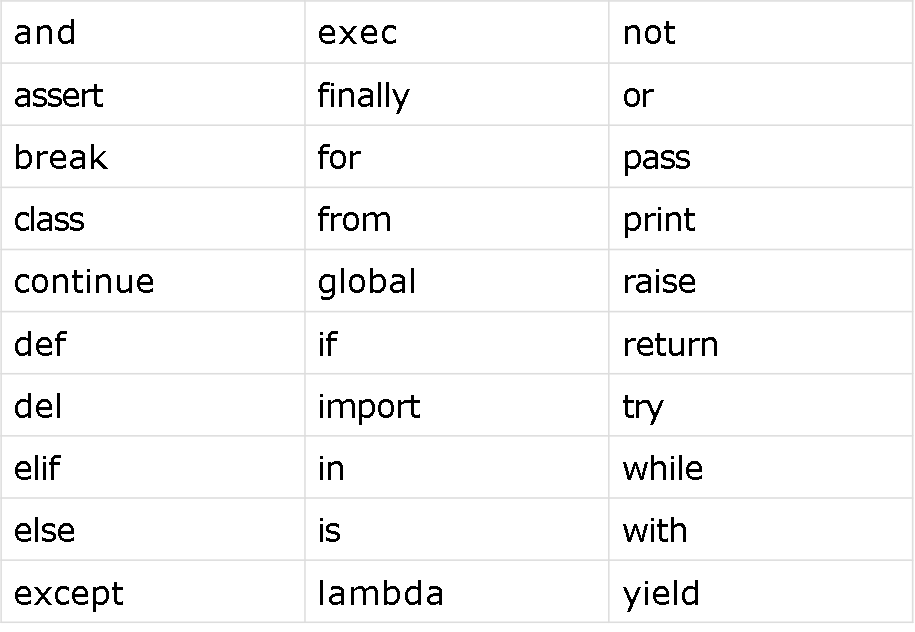 and exec not
assert finally or
break for pass
class from print
continue global raise
def if return
del import try
elif in while
else is with
except lambda yield